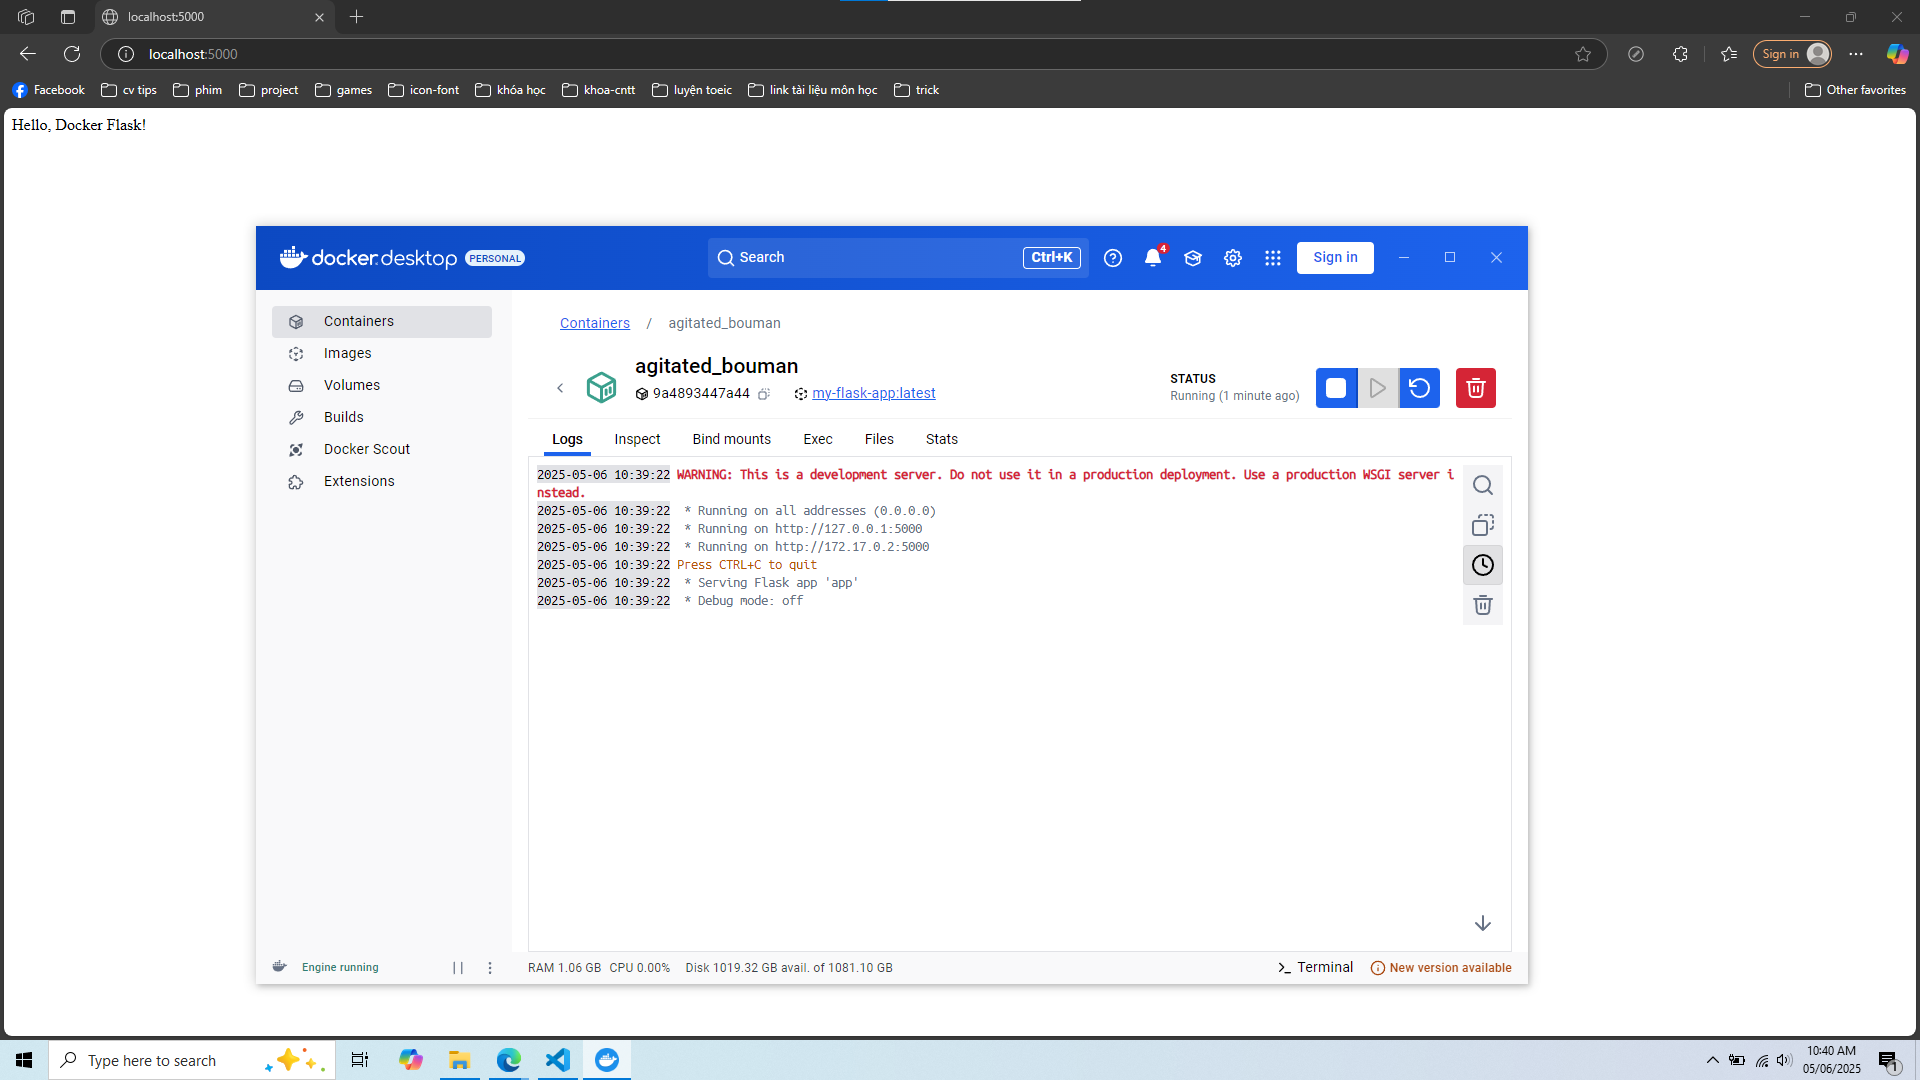 localhost:5000
localhost:5000
Sign in
Facebook
cv tips
phim
project
games
icon-font
khóa học
khoa-cntt
luyện toeic
link tài liệu môn học
trick
Other favorites
Hello, Docker Flask!
docker.desktop PERSONAL
Search
Ctrl+K
4
Sign in
Containers
Images
Volumes
Builds
Docker Scout
Extensions
Containers / agitated_bouman
agitated_bouman
9a4893447a44
my-flask-app:latest
STATUS
Running (1 minute ago)
Logs
Inspect
Bind mounts
Exec
Files
Stats
2025-05-06 10:39:22 WARNING: This is a development server. Do not use it in a production deployment. Use a production WSGI server i
nstead.
2025-05-06 10:39:22  * Running on all addresses (0.0.0.0)
2025-05-06 10:39:22  * Running on http://127.0.0.1:5000
2025-05-06 10:39:22  * Running on http://172.17.0.2:5000
2025-05-06 10:39:22 Press CTRL+C to quit
2025-05-06 10:39:22  * Serving Flask app 'app'
2025-05-06 10:39:22  * Debug mode: off
Engine running
RAM 1.06 GB CPU 0.00%
Disk 1019.32 GB avail. of 1081.10 GB
Terminal
New version available
Type here to search
10:40 AM
05/06/2025
1